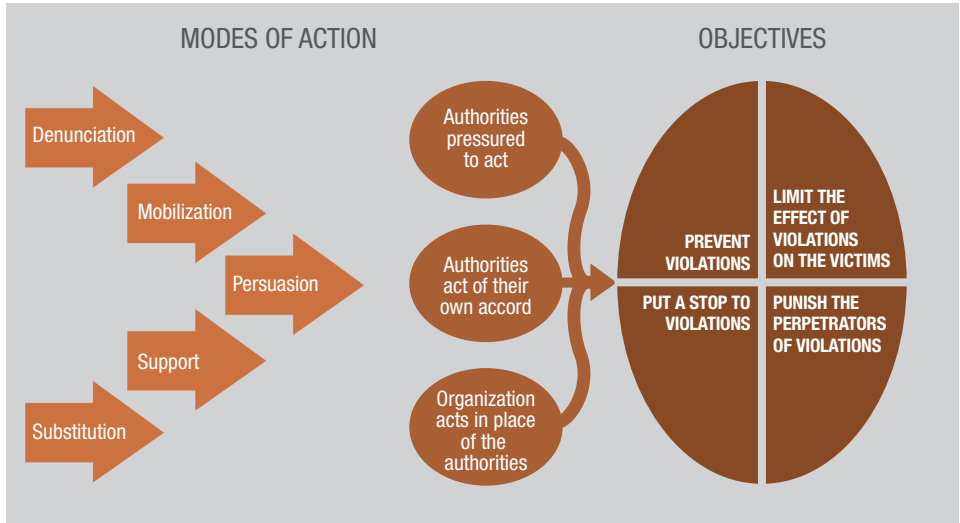 MODES OF ACTION
OBJECTIVES
Denunciation
Mobilization
Persuasion
Support
Substitution
Authorities
pressured
to act
Authorities
act of their
own accord
Organization
acts in place
of the
authorities
PREVENT
VIOLATIONS
LIMIT THE
EFFECT OF
VIOLATIONS
ON THE VICTIMS
PUT A STOP TO
VIOLATIONS
PUNISH THE
PERPETRATORS
OF VIOLATIONS